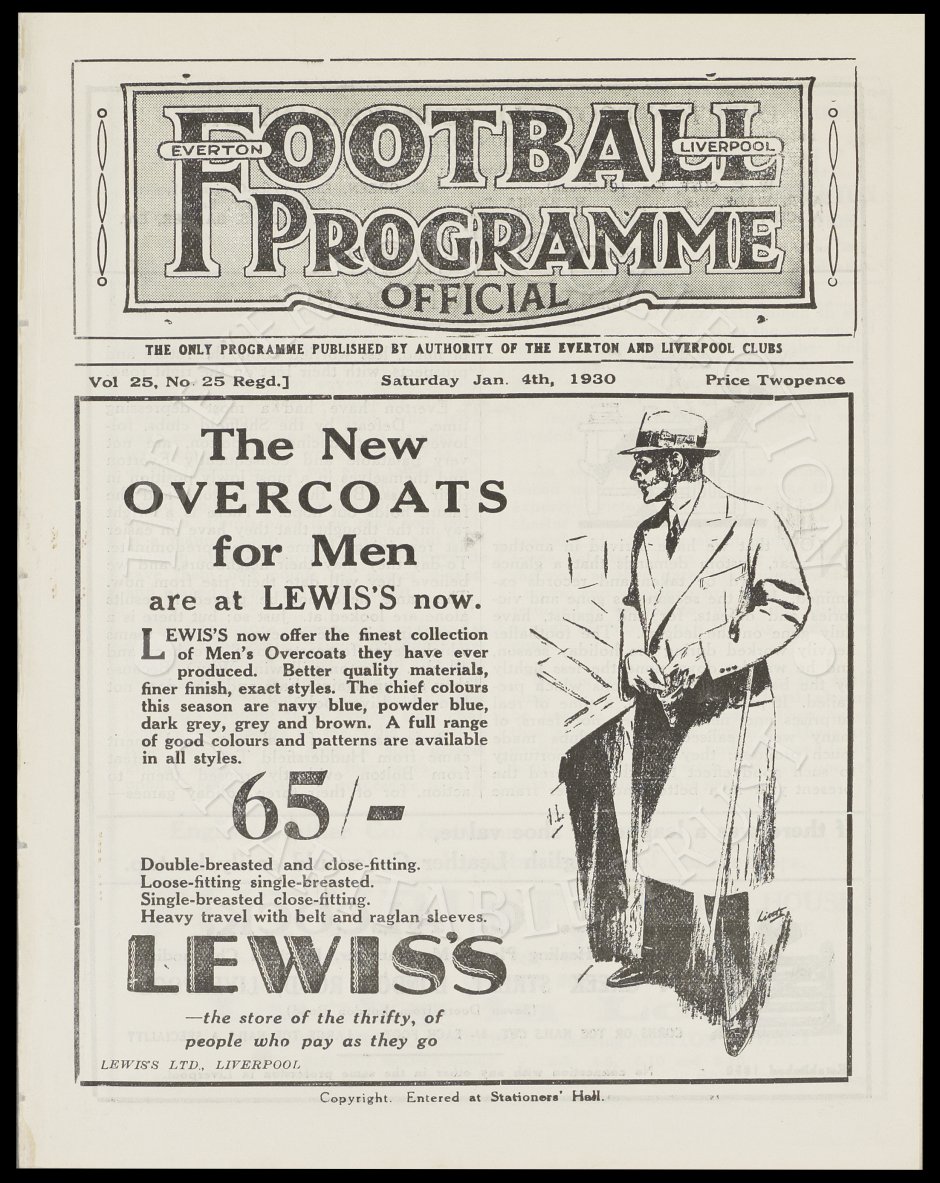 FOOTBALL
EVERTON LIVERPOOL
PROGRAMME
OFFICIAL
THE ONLY PROGRAMME PUBLISHED BY AUTHORITY OF THE EVERTON AND LIVERPOOL CLUBS
Vol 25, No. 25 Regd.] Saturday Jan. 4th, 1930 Price Twopence
The New
OVERCOATS
for Men
are at LEWIS'S now.
LEWIS'S now offer the finest collection
of Men's Overcoats they have ever
produced. Better quality materials,
finer finish, exact styles. The chief colours
this season are navy blue, powder blue,
dark grey, grey and brown. A full range
of good colours and patterns are available
in all styles.
65/-
Double-breasted and close-fitting.
Loose-fitting single-breasted.
Single-breasted close-fitting.
Heavy travel with belt and raglan sleeves.
LEWIS'S
—the store of the thrifty, of
people who pay as they go
LEWIS'S LTD., LIVERPOOL
Copyright. Entered at Stationers' Hall.